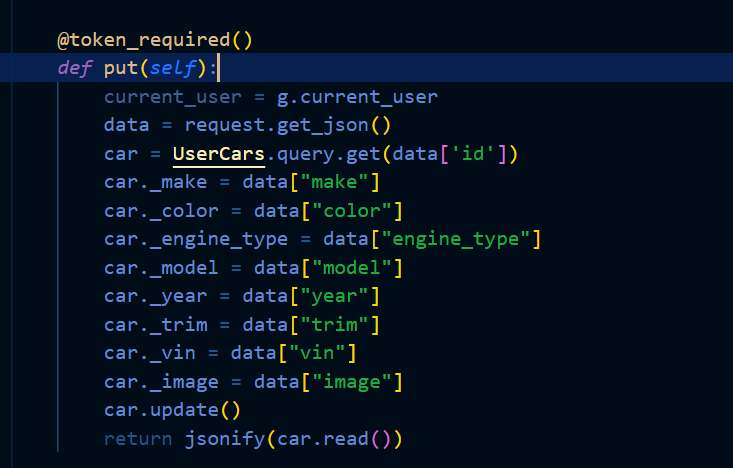 @token_required()
def put(self):
current_user = g.current_user
data = request.get_json()
car = UserCars.query.get(data['id'])
car._make = data["make"]
car._color = data["color"]
car._engine_type = data["engine_type"]
car._model = data["model"]
car._year = data["year"]
car._trim = data["trim"]
car._vin = data["vin"]
car._image = data["image"]
car.update()
return jsonify(car.read())